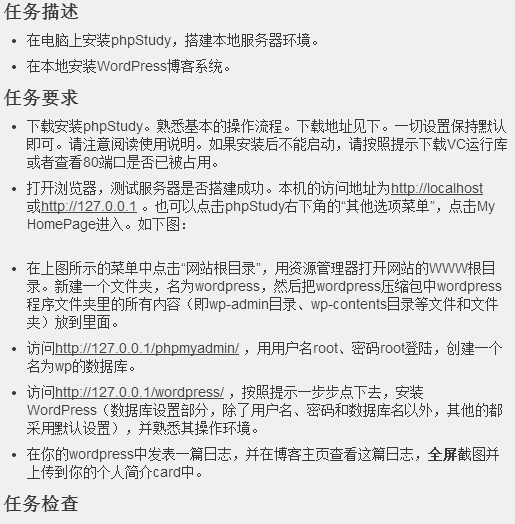 任务描述
在电脑上安装phpStudy，搭建本地服务器环境。
在本地安装WordPress博客系统。
任务要求
下载安装phpStudy。熟悉基本的操作流程。下载地址见下。一切设置保持默认
即可。请注意阅读使用说明。如果安装后不能启动，请按照提示下载VC运行库
或者查看80端口是否已被占用。
打开浏览器，测试服务器是否搭建成功。本机的访问地址为http://localhost
或http://127.0.0.1 。也可以点击phpStudy右下角的“其他选项菜单”，点击My
HomePage进入。如下图：
在上图所示的菜单中点击“网站根目录”，用资源管理器打开网站的WWW根目
录。新建一个文件夹，名为wordpress，然后把wordpress压缩包中wordpress
程序文件夹里的所有内容（即wp-admin目录、wp-contents目录等文件和文件
夹）放到里面。
访问http://127.0.0.1/phpmyadmin/ ，用用户名root、密码root登陆，创建一个
名为wp的数据库。
访问http://127.0.0.1/wordpress/ ，按照提示一步步点下去，安装
WordPress（数据库设置部分，除了用户名、密码和数据库名以外，其他的都
采用默认设置），并熟悉其操作环境。
在你的wordpress中发表一篇日志，并在博客主页查看这篇日志，全屏截图并
上传到你的个人简介card中。
任务检查